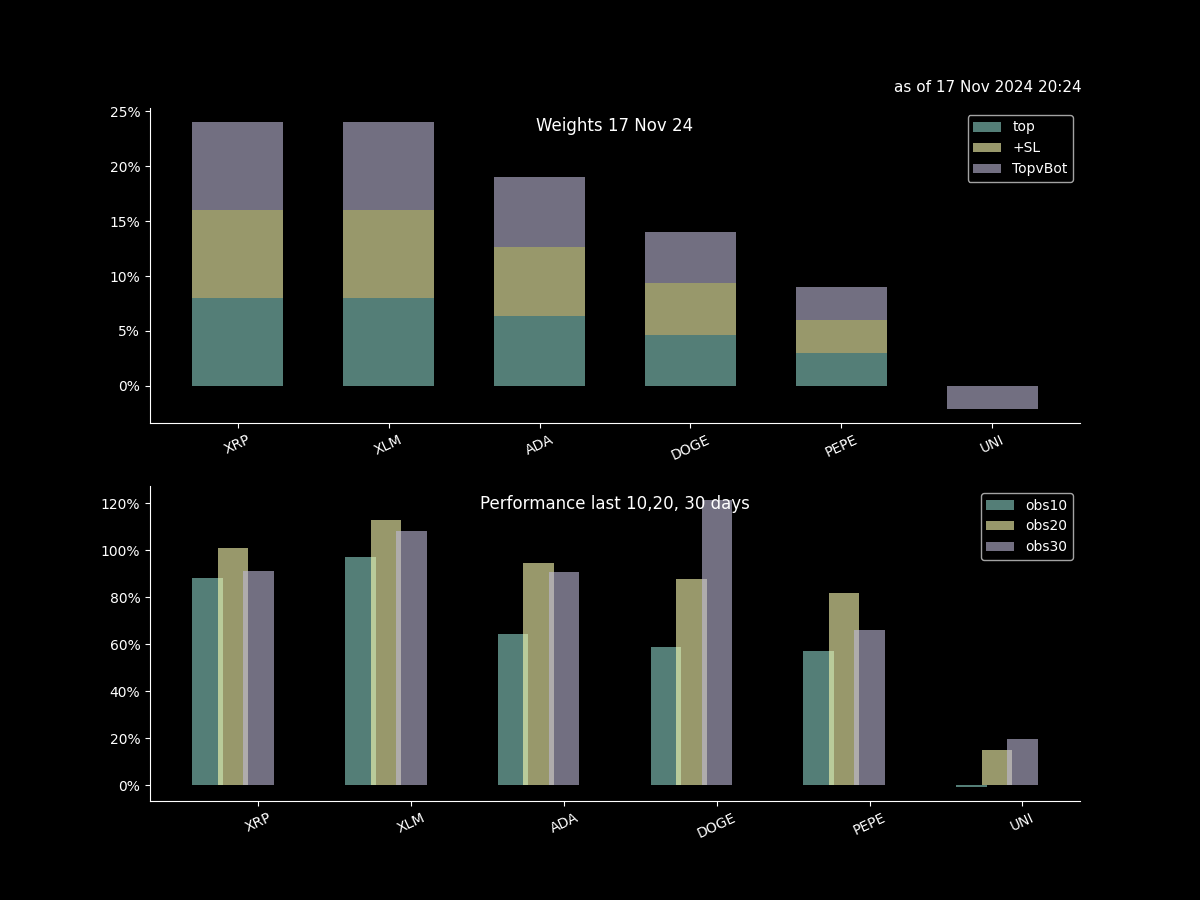 as of 17 Nov 2024 20:24
Weights 17 Nov 24
top
+SL
TopvBot
25%
20%
15%
10%
5%
0%
XRP
XLM
ADA
DOGE
PEPE
UNI
Performance last 10,20, 30 days
obs10
obs20
obs30
120%
100%
80%
60%
40%
20%
0%
XRP
XLM
ADA
DOGE
PEPE
UNI